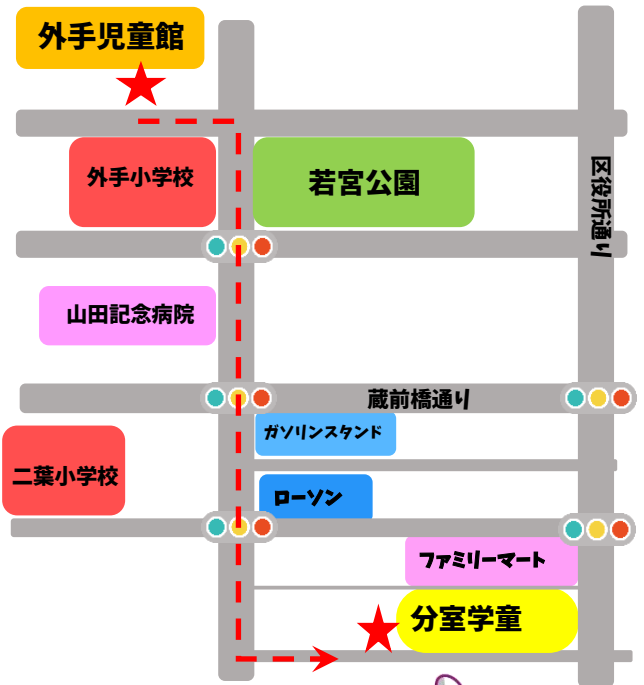 外手児童館
外手小学校
若宮公園
区役所通り
山田記念病院
蔵前橋通り
ガソリンスタンド
二葉小学校
ローソン
ファミリーマート
分室学童